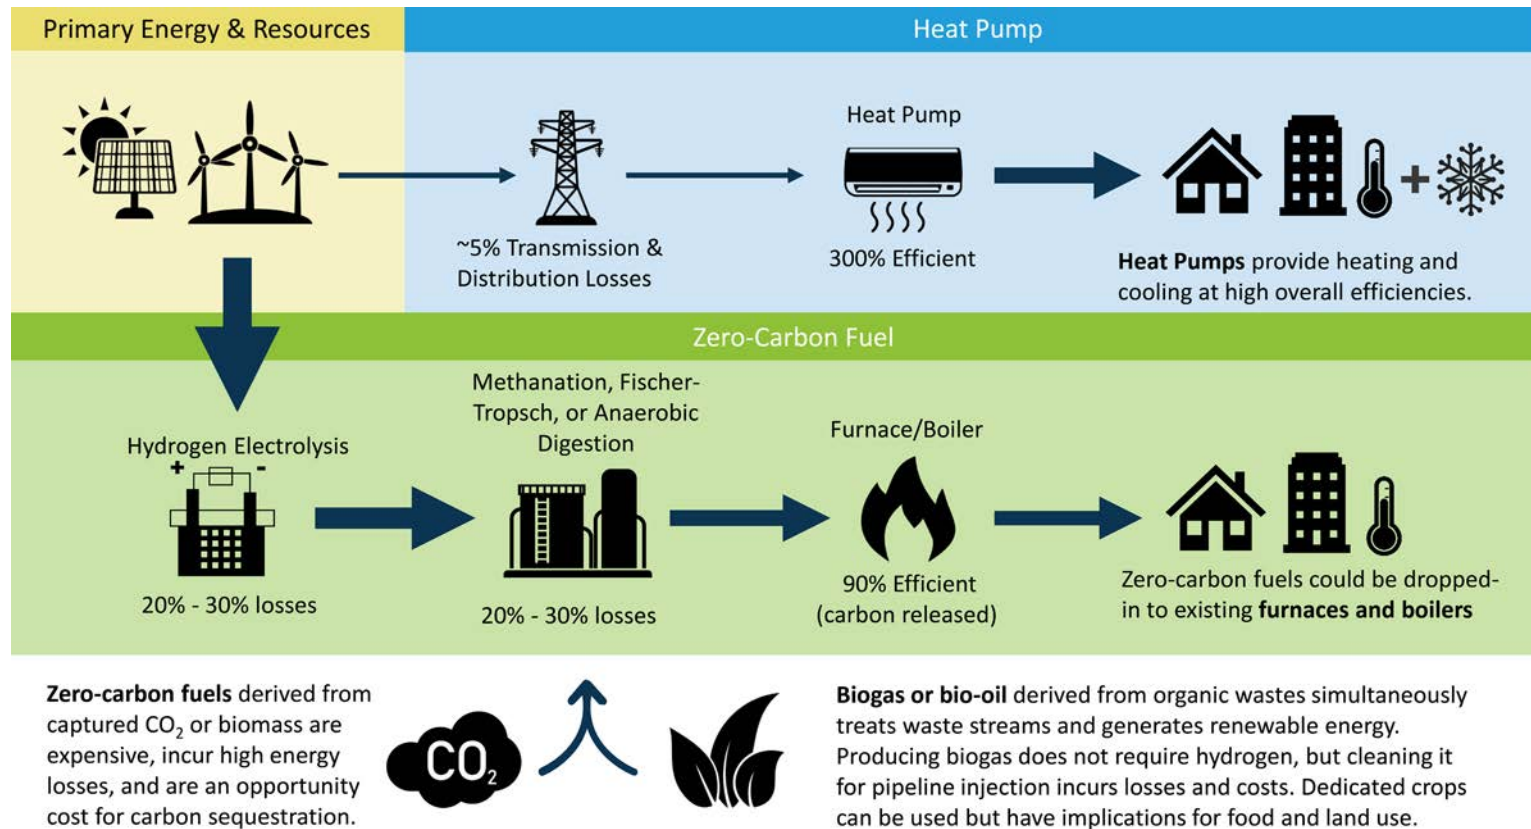 Primary Energy & Resources
Heat Pump
~5% Transmission &
Distribution Losses
Heat Pump
300% Efficient
Heat Pumps provide heating and
cooling at high overall efficiencies.
Zero-Carbon Fuel
Hydrogen Electrolysis
+ -
20% - 30% losses
Methanation, Fischer-
Tropsch, or Anaerobic
Digestion
20% - 30% losses
Furnace/Boiler
90% Efficient
(carbon released)
Zero-carbon fuels could be dropped-
in to existing furnaces and boilers
Zero-carbon fuels derived from
captured CO₂ or biomass are
expensive, incur high energy
losses, and are an opportunity
cost for carbon sequestration.
CO₂
Biogas or bio-oil derived from organic wastes simultaneously
treats waste streams and generates renewable energy.
Producing biogas does not require hydrogen, but cleaning it
for pipeline injection incurs losses and costs. Dedicated crops
can be used but have implications for food and land use.